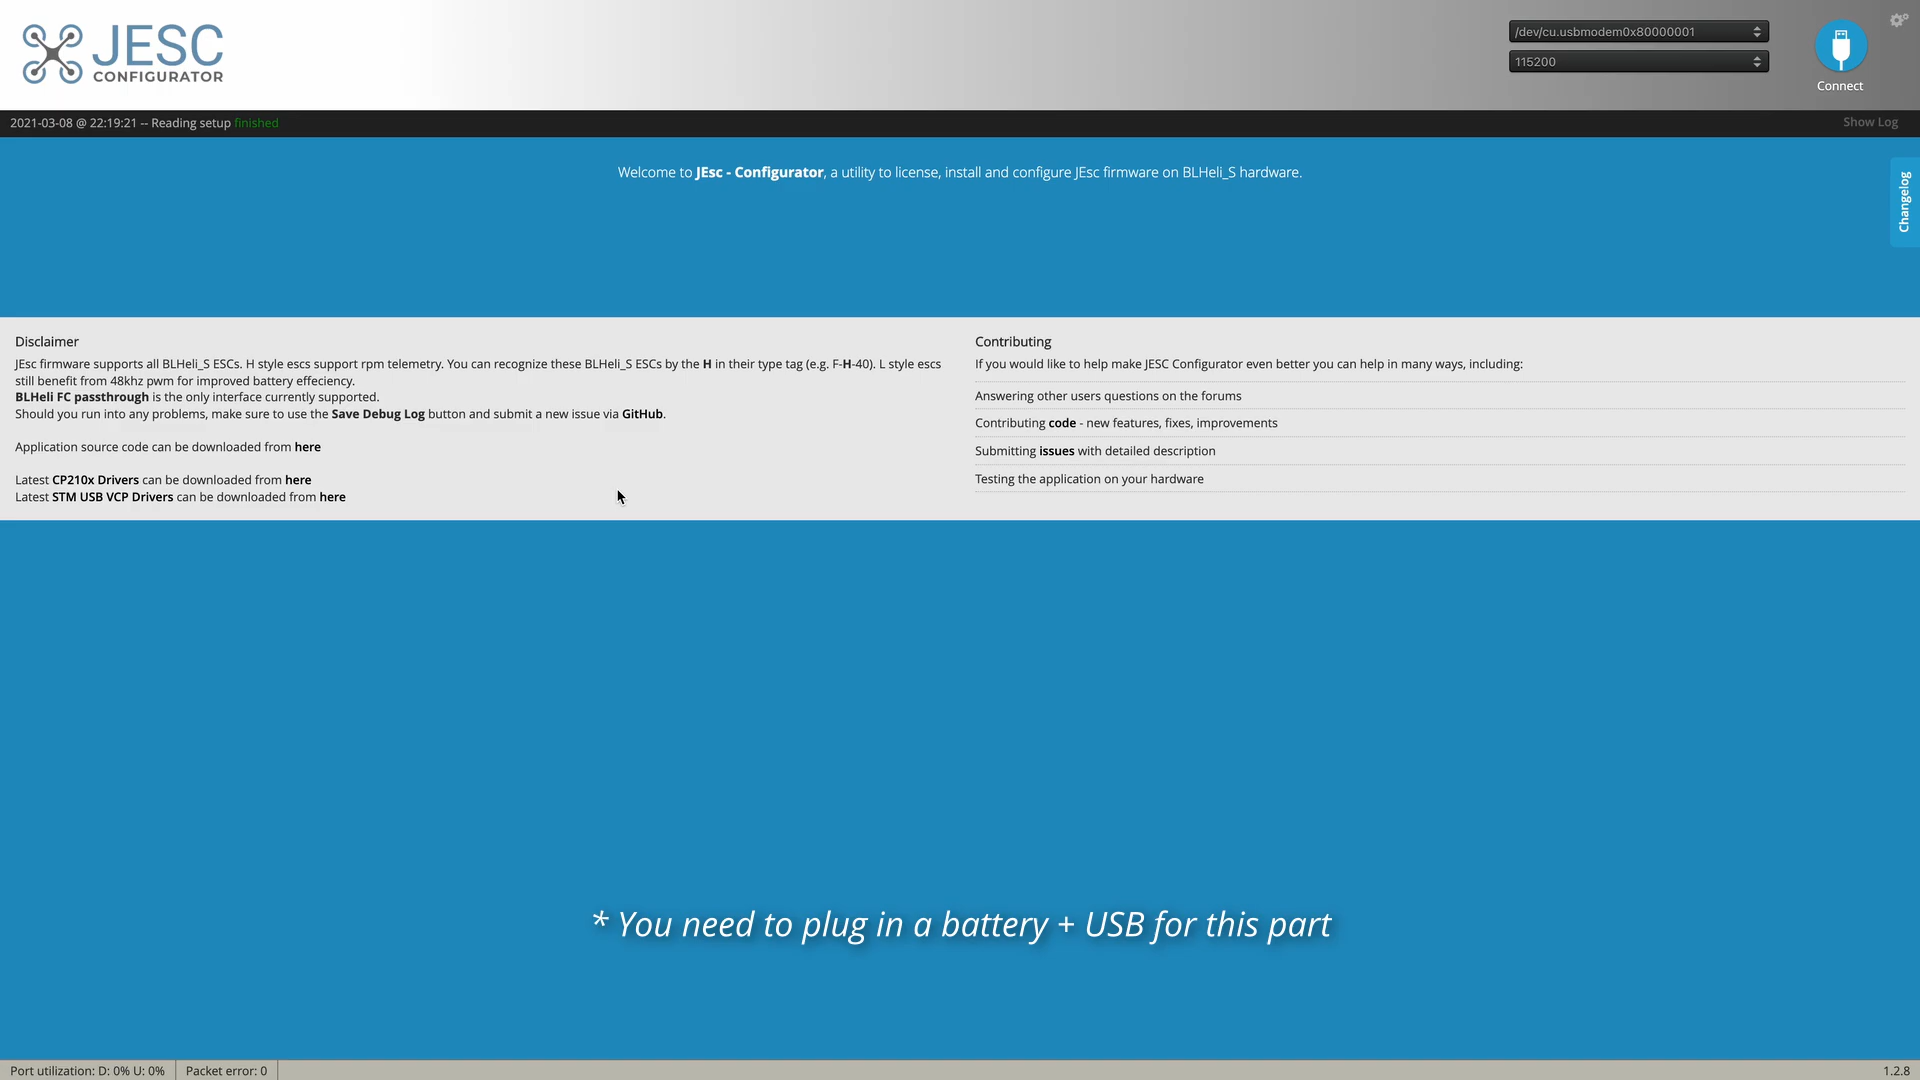 JESC
CONFIGURATOR
/dev/cu.usbmodem0x80000001
115200
Connect
2021-03-08 @ 22:19:21 -- Reading setup finished
Show Log
Welcome to JEsc - Configurator, a utility to license, install and configure JEsc firmware on BLHeli_S hardware.
Changelog
Disclaimer
JEsc firmware supports all BLHeli_S ESCs. H style escs support rpm telemetry. You can recognize these BLHeli_S ESCs by the H in their type tag (e.g. F-H-40). L style escs
still benefit from 48khz pwm for improved battery effeciency.
BLHeli FC passthrough is the only interface currently supported.
Should you run into any problems, make sure to use the Save Debug Log button and submit a new issue via GitHub.
Application source code can be downloaded from here
Latest CP210x Drivers can be downloaded from here
Latest STM USB VCP Drivers can be downloaded from here
Contributing
If you would like to help make JESC Configurator even better you can help in many ways, including:
Answering other users questions on the forums
Contributing code - new features, fixes, improvements
Submitting issues with detailed description
Testing the application on your hardware
* You need to plug in a battery + USB for this part
Port utilization: D: 0% U: 0%
Packet error: 0
1.2.8